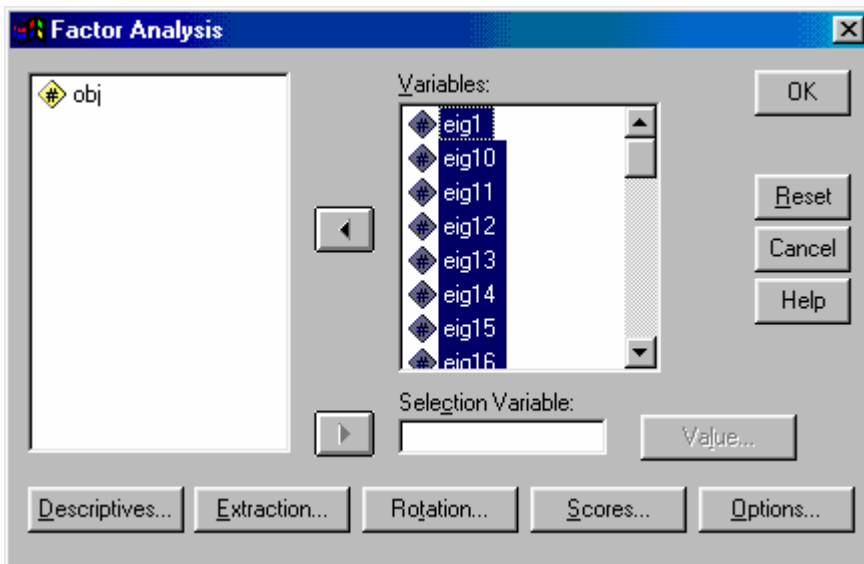 Factor Analysis
obj
Variables:
eig1
eig10
eig11
eig12
eig13
eig14
eig15
eig16
OK
Reset
Cancel
Help
Selection Variable:
Value...
Descriptives...
Extraction...
Rotation...
Scores...
Options...